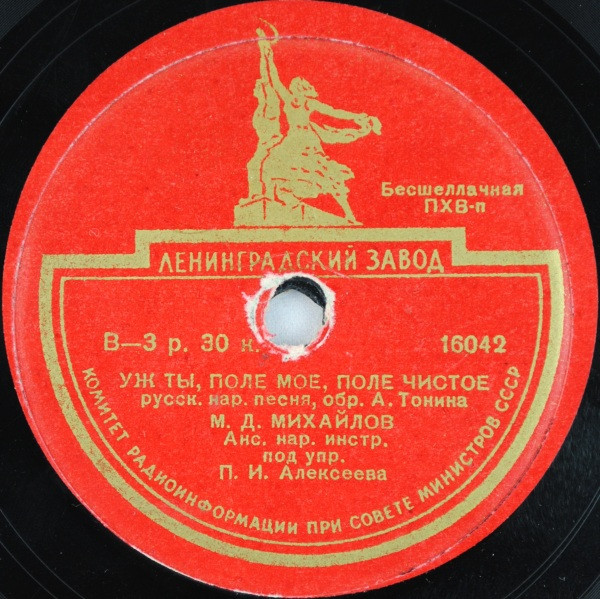 Бесшеллачная
ПХВ-п
ЛЕНИНГРАДСКИЙ ЗАВОД
В—3 р. 30 к. 16042
УЖ ТЫ, ПОЛЕ МОЕ, ПОЛЕ ЧИСТОЕ
русск. нар. песня, обр. А. Тонина
М. Д. МИХАЙЛОВ
Анс. нар. инстр.
под упр.
П. И. Алексеева
КОМИТЕТ РАДИОИНФОРМАЦИИ ПРИ СОВЕТЕ МИНИСТРОВ СССР